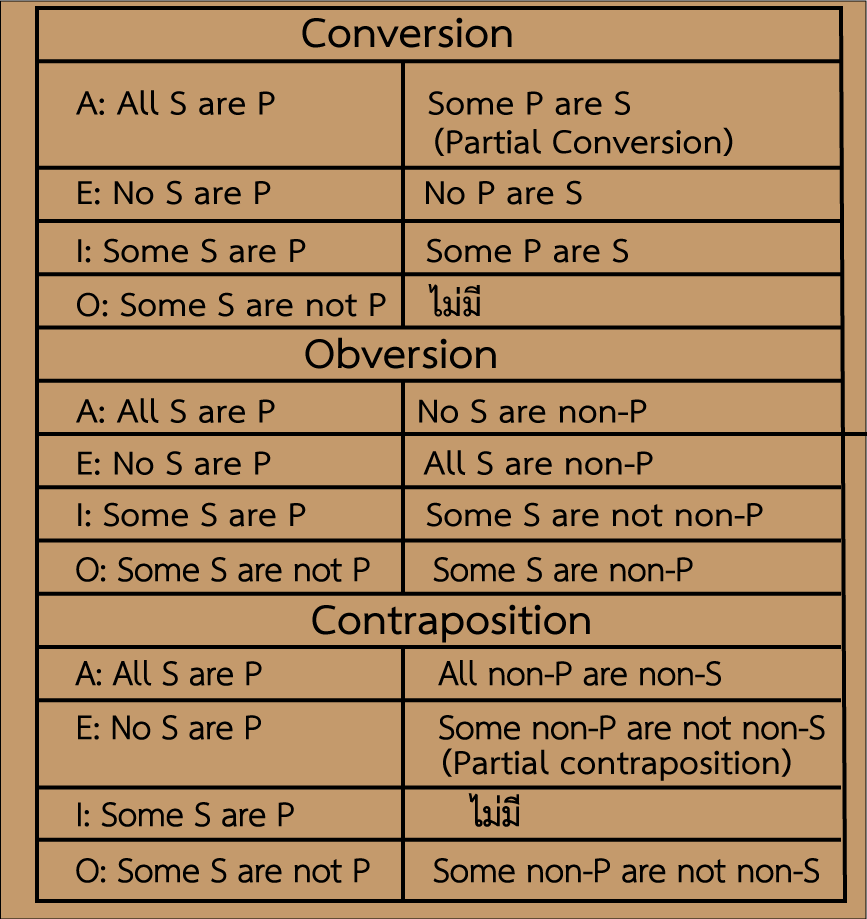 Conversion
A: All S are P
Some P are S
(Partial Conversion)
E: No S are P
No P are S
I: Some S are P
Some P are S
O: Some S are not P
ไม่มี
Obversion
A: All S are P
No S are non-P
E: No S are P
All S are non-P
I: Some S are P
Some S are not non-P
O: Some S are not P
Some S are non-P
Contraposition
A: All S are P
All non-P are non-S
E: No S are P
Some non-P are not non-S
(Partial contraposition)
I: Some S are P
ไม่มี
O: Some S are not P
Some non-P are not non-S